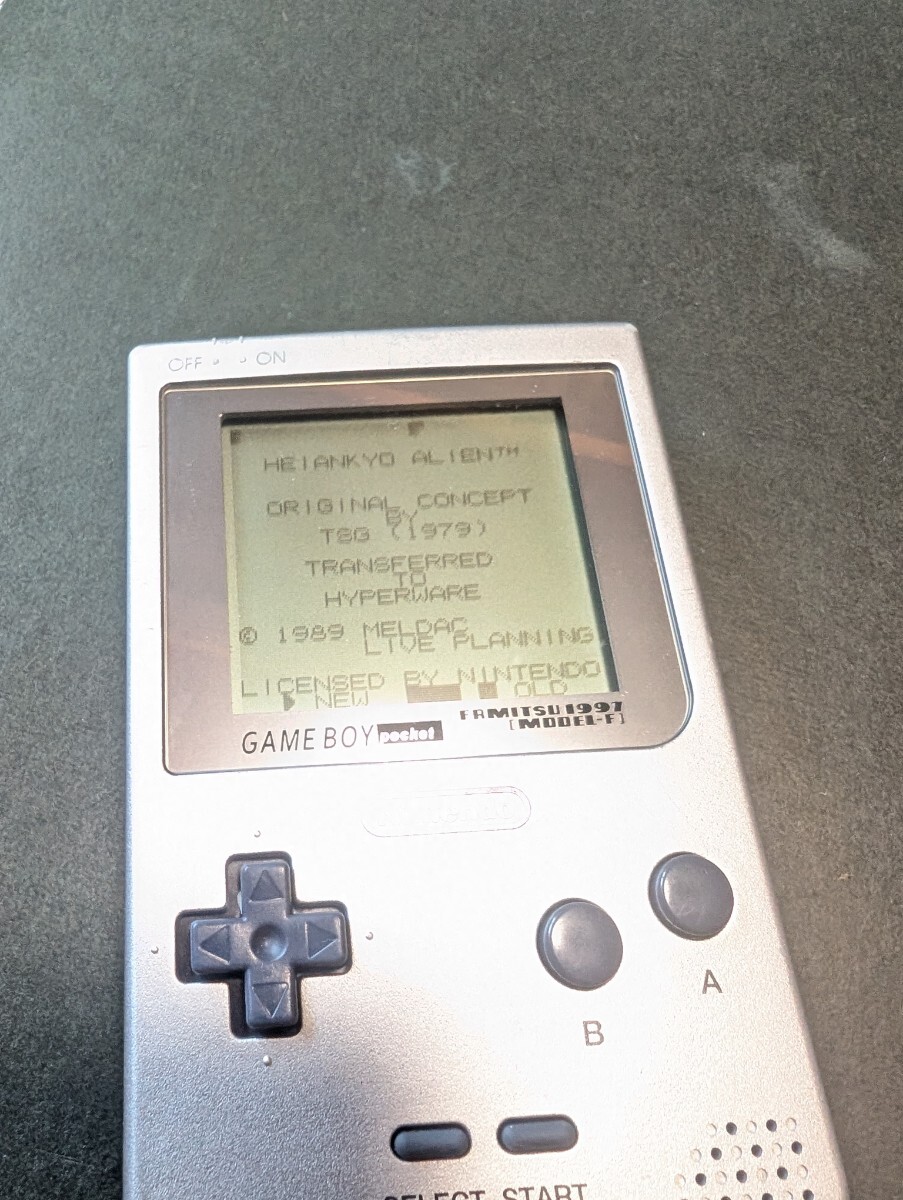 OFF ON
HEIANKYO ALIEN™
ORIGINAL CONCEPT
BY
TSG (1979)
TRANSFERRED
TO
HYPERWARE
© 1989 MELDAC
LIVE PLANNING
LICENSED BY NINTENDO
NEW OLD
FAMITSU 1997
[MODEL-F]
GAME BOY pocket
A
B
SELECT START